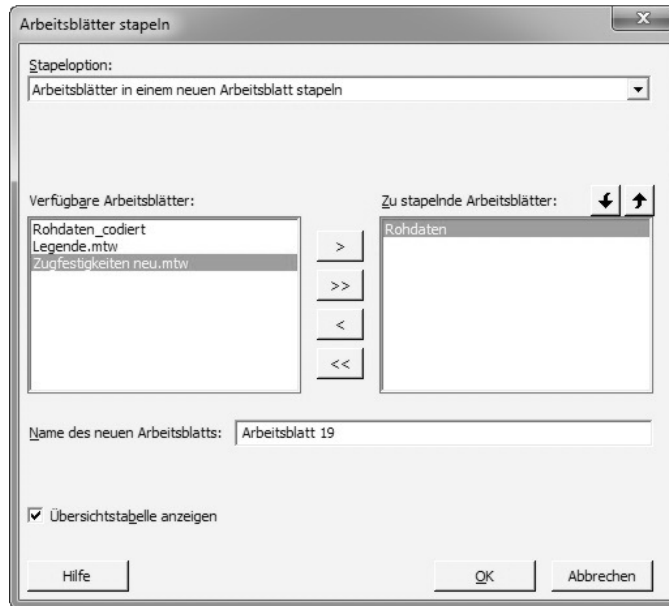 Arbeitsblätter stapeln
Stapeloption:
Arbeitsblätter in einem neuen Arbeitsblatt stapeln
Verfügbare Arbeitsblätter:
Zu stapelnde Arbeitsblätter:
Rohdaten_codiert
Legende.mtw
Zugfestigkeiten neu.mtw
Rohdaten
>
>>
<
<<
Name des neuen Arbeitsblatts: Arbeitsblatt 19
Übersichtstabelle anzeigen
Hilfe OK Abbrechen